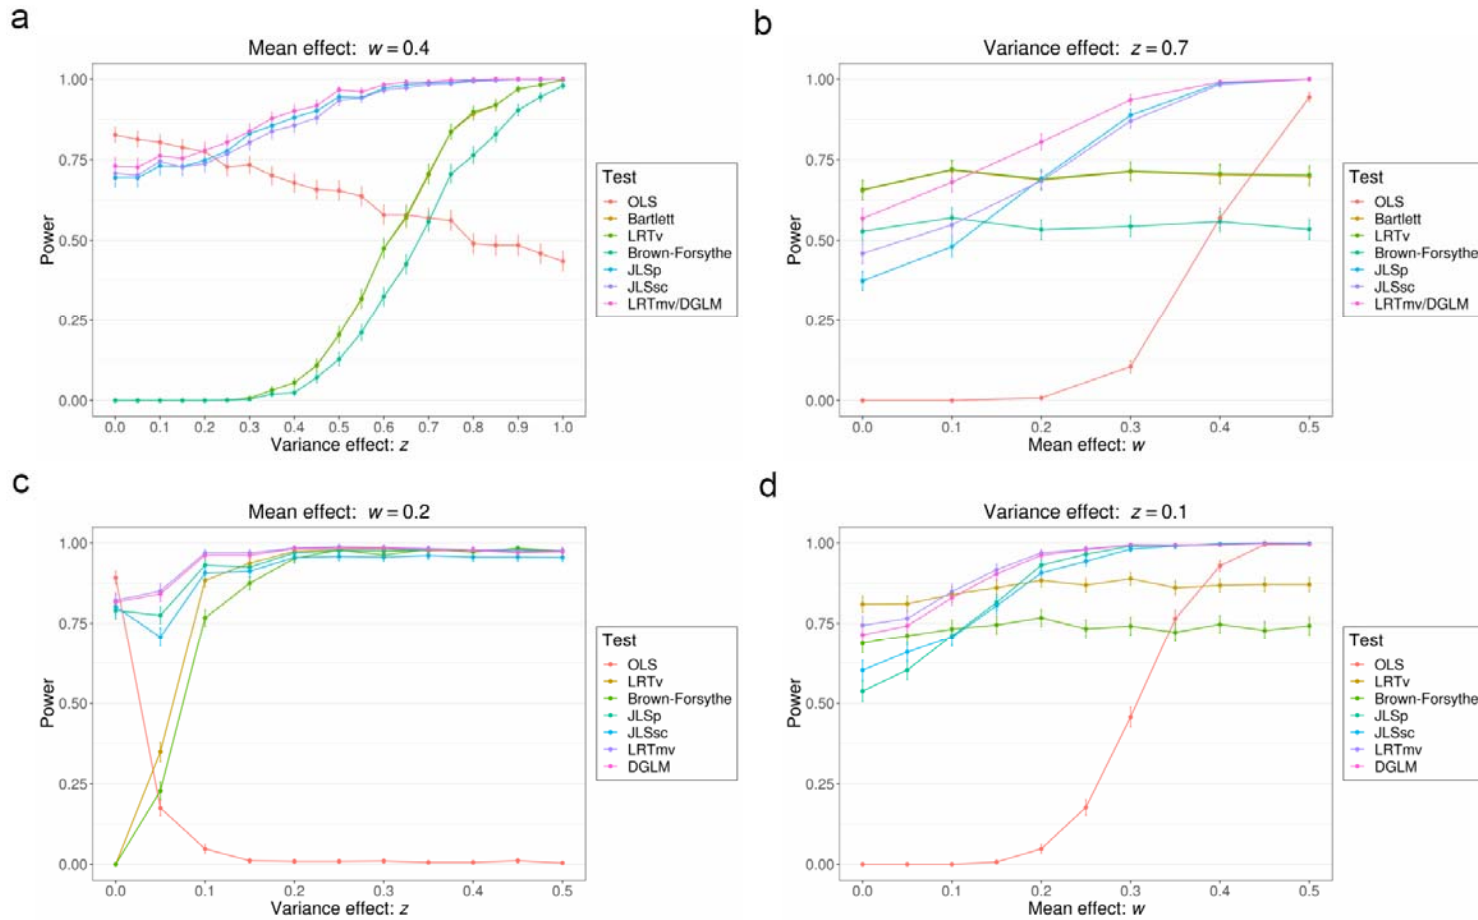 a
Mean effect: w = 0.4
1.00
0.75
0.50
0.25
0.00
Power
0.0 0.1 0.2 0.3 0.4 0.5 0.6 0.7 0.8 0.9 1.0
Variance effect: z
Test
OLS
Bartlett
LRTv
Brown-Forsythe
JLSp
JLSsc
LRTmv/DGLM
b
Variance effect: z = 0.7
1.00
0.75
0.50
0.25
0.00
Power
0.0 0.1 0.2 0.3 0.4 0.5
Mean effect: w
Test
OLS
Bartlett
LRTv
Brown-Forsythe
JLSp
JLSsc
LRTmv/DGLM
c
Mean effect: w = 0.2
1.00
0.75
0.50
0.25
0.00
Power
0.0 0.1 0.2 0.3 0.4 0.5
Variance effect: z
Test
OLS
LRTv
Brown-Forsythe
JLSp
JLSsc
LRTmv
DGLM
d
Variance effect: z = 0.1
1.00
0.75
0.50
0.25
0.00
Power
0.0 0.1 0.2 0.3 0.4 0.5
Mean effect: w
Test
OLS
LRTv
Brown-Forsythe
JLSp
JLSsc
LRTmv
DGLM